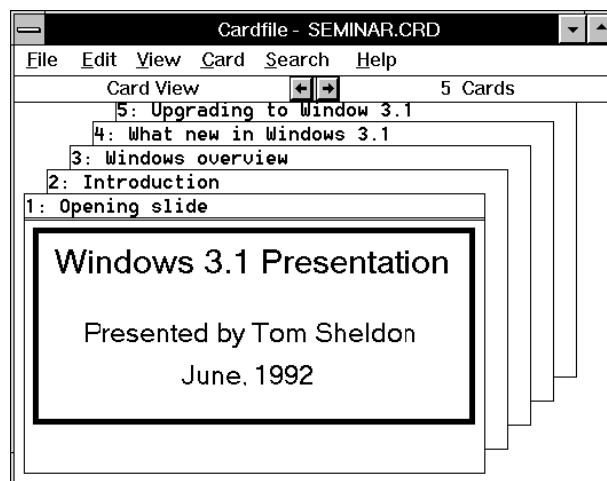 Cardfile - SEMINAR.CRD
File Edit View Card Search Help
Card View 5 Cards
5: Upgrading to Window 3.1
4: What new in Windows 3.1
3: Windows overview
2: Introduction
1: Opening slide
Windows 3.1 Presentation
Presented by Tom Sheldon
June, 1992